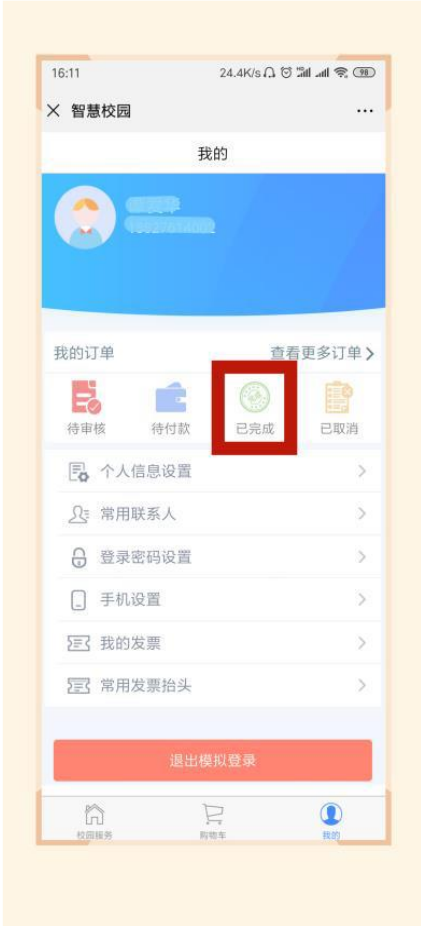 16:11 24.4K/s 98
智慧校园
我的
我的订单 查看更多订单
待审核 待付款 已完成 已取消
个人信息设置
常用联系人
登录密码设置
手机设置
我的发票
常用发票抬头
退出模拟登录
校园服务 购物车 我的